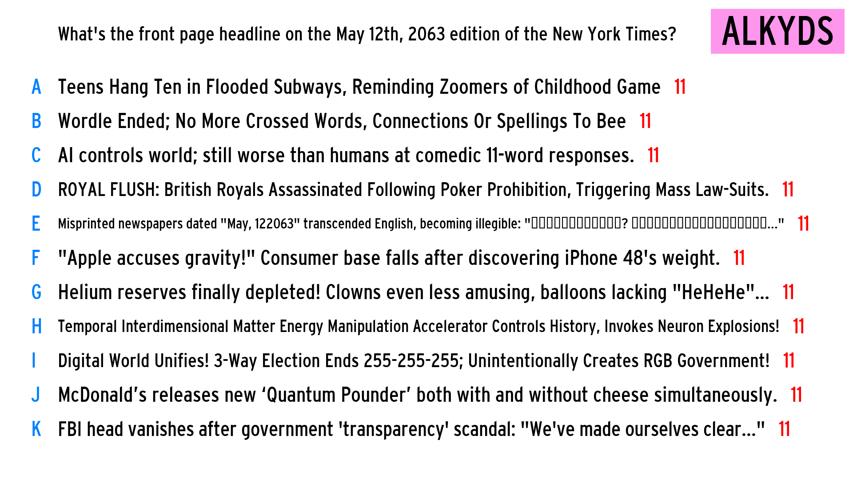 What's the front page headline on the May 12th, 2063 edition of the New York Times?
ALKYDS
A Teens Hang Ten in Flooded Subways, Reminding Zoomers of Childhood Game 11
B Wordle Ended; No More Crossed Words, Connections Or Spellings To Bee 11
C AI controls world; still worse than humans at comedic 11-word responses. 11
D ROYAL FLUSH: British Royals Assassinated Following Poker Prohibition, Triggering Mass Law-Suits. 11
E Misprinted newspapers dated "May, 122063" transcended English, becoming illegible: "▯▯▯▯▯▯▯▯▯▯▯▯? ▯▯▯▯▯▯▯▯▯▯▯▯▯▯▯▯▯▯..." 11
F "Apple accuses gravity!" Consumer base falls after discovering iPhone 48's weight. 11
G Helium reserves finally depleted! Clowns even less amusing, balloons lacking "HeHeHe"... 11
H Temporal Interdimensional Matter Energy Manipulation Accelerator Controls History, Invokes Neuron Explosions! 11
I Digital World Unifies! 3-Way Election Ends 255-255-255; Unintentionally Creates RGB Government! 11
J McDonald's releases new ‘Quantum Pounder’ both with and without cheese simultaneously. 11
K FBI head vanishes after government 'transparency' scandal: "We've made ourselves clear..." 11